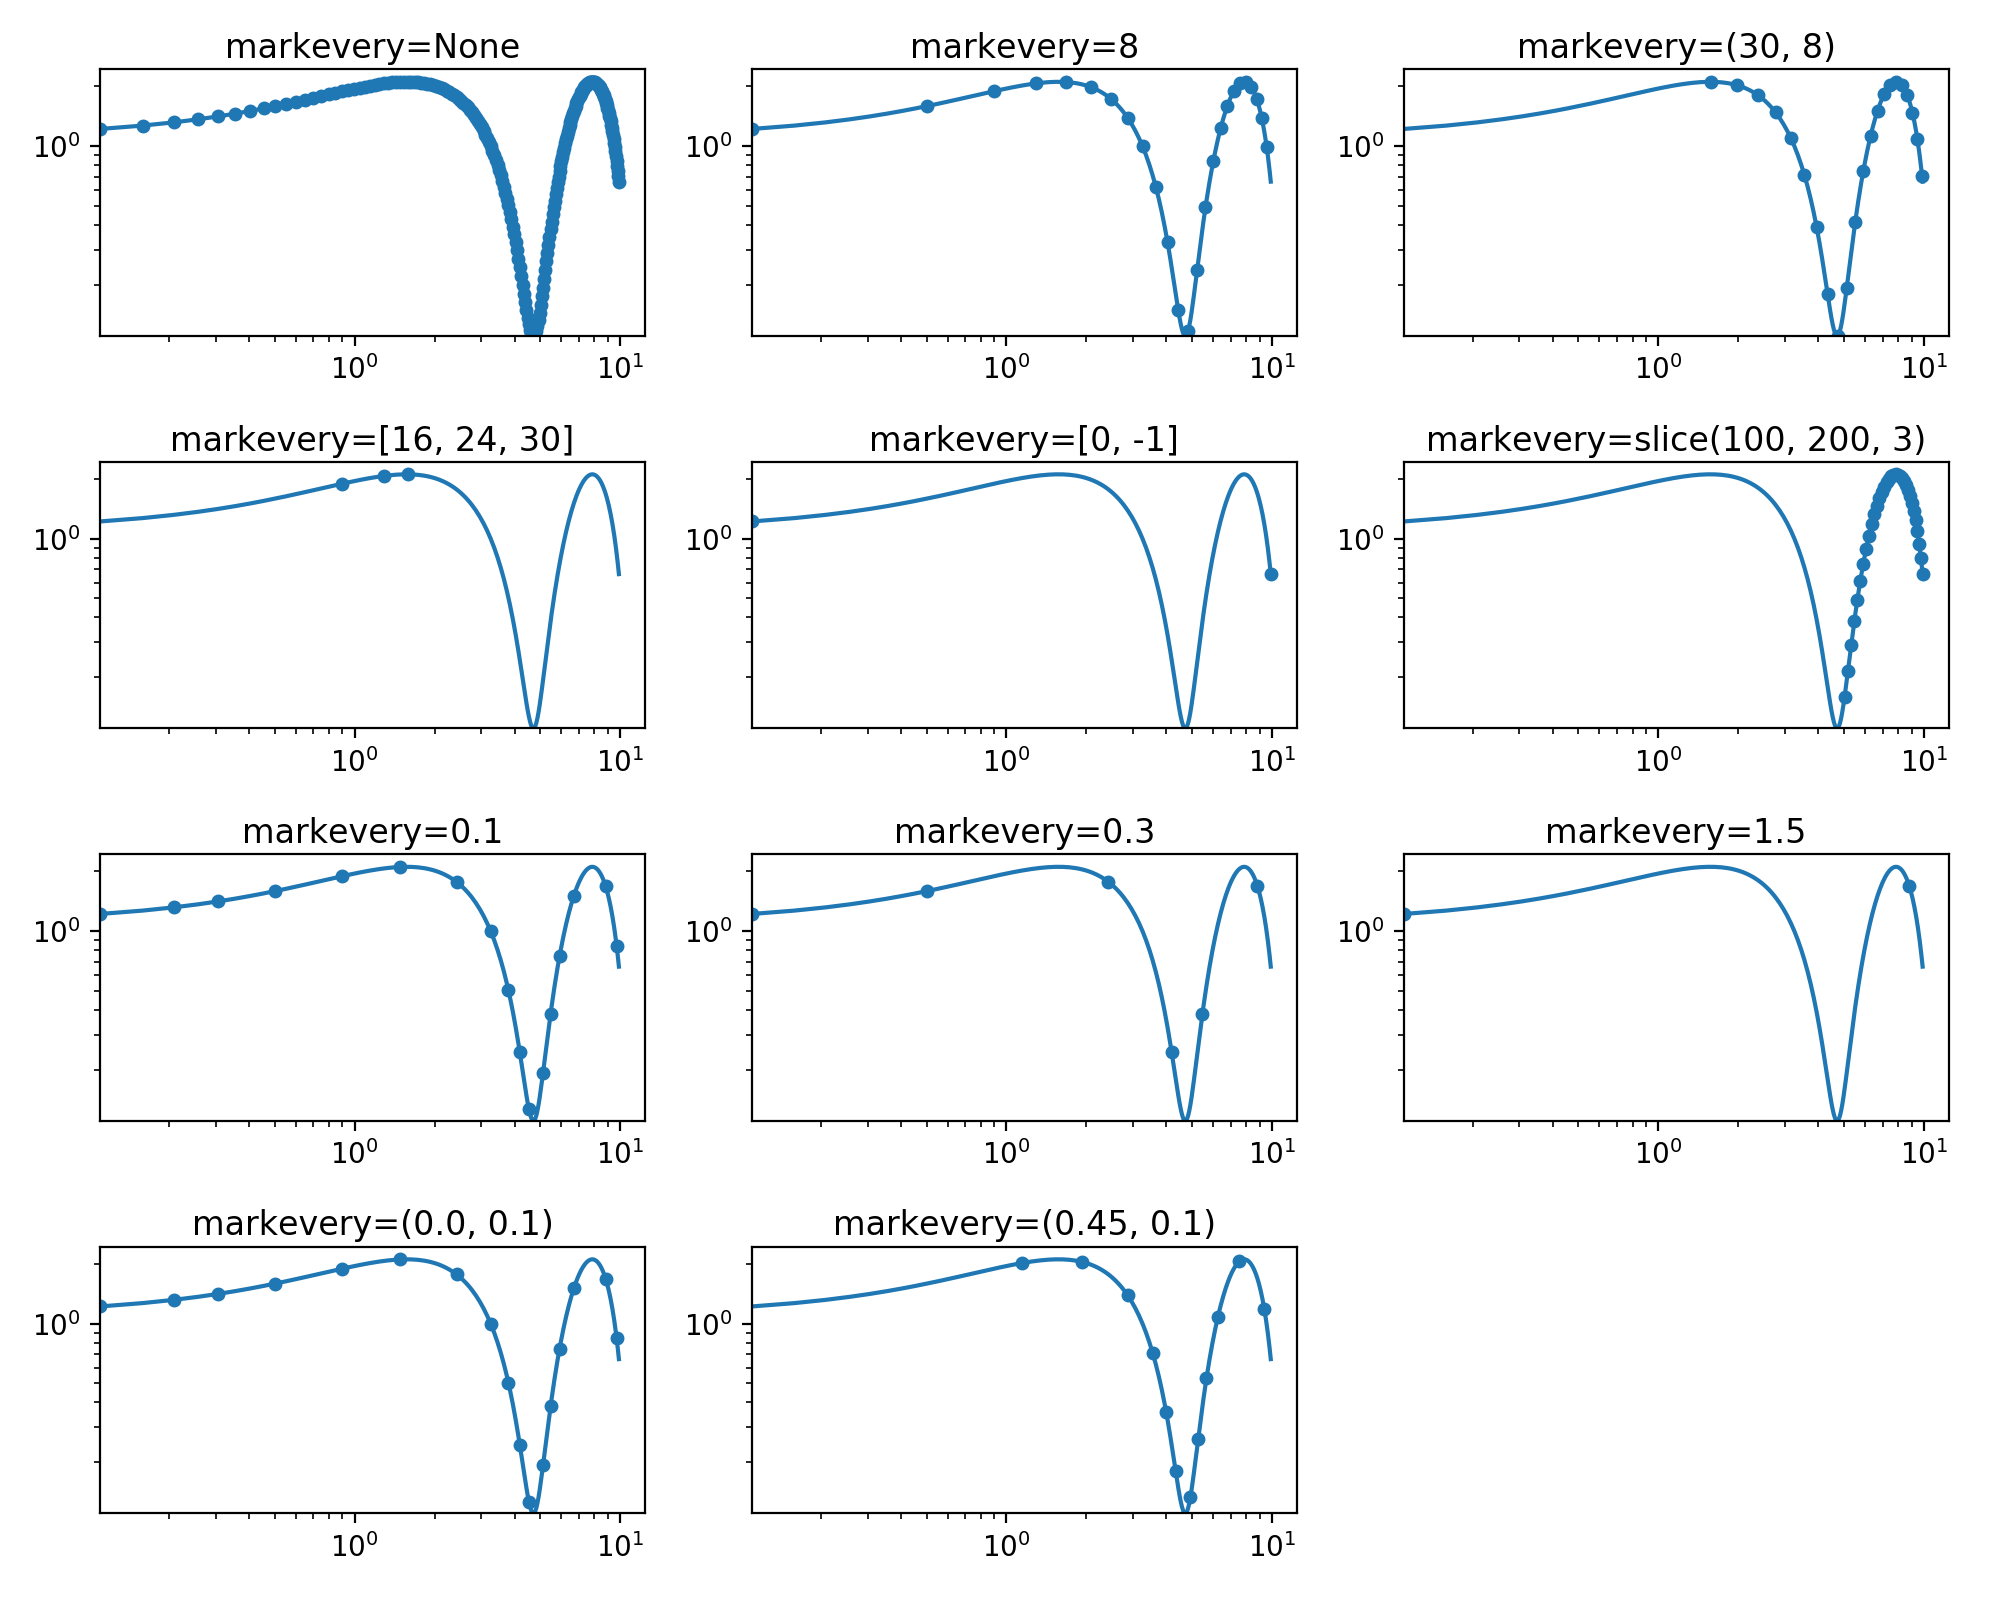 markevery=None
markevery=8
markevery=(30, 8)
10⁰
10⁰
10⁰
10⁰ 10¹
10⁰ 10¹
10⁰ 10¹
markevery=[16, 24, 30]
markevery=[0, -1]
markevery=slice(100, 200, 3)
10⁰
10⁰
10⁰
10⁰ 10¹
10⁰ 10¹
10⁰ 10¹
markevery=0.1
markevery=0.3
markevery=1.5
10⁰
10⁰
10⁰
10⁰ 10¹
10⁰ 10¹
10⁰ 10¹
markevery=(0.0, 0.1)
markevery=(0.45, 0.1)
10⁰
10⁰
10⁰ 10¹
10⁰ 10¹